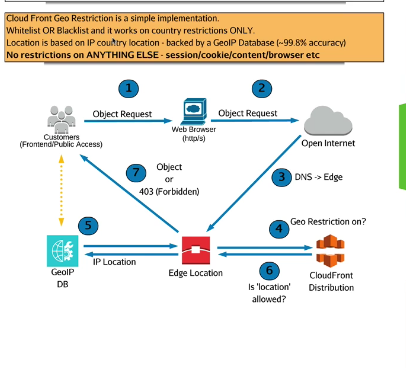 Cloud Front Geo Restriction is a simple implementation.
Whitelist OR Blacklist and it works on country restrictions ONLY.
Location is based on IP country location - backed by a GeoIP Database (~99.8% accuracy)
No restrictions on ANYTHING ELSE - session/cookie/content/browser etc
1
2
Object Request
Object Request
Customers
(Frontend/Public Access)
Web Browser
(http/s)
Open Internet
7
Object
or
403 (Forbidden)
3
DNS -> Edge
5
4
Geo Restriction on?
IP Location
GeoIP
DB
Edge Location
6
Is 'location'
allowed?
CloudFront
Distribution